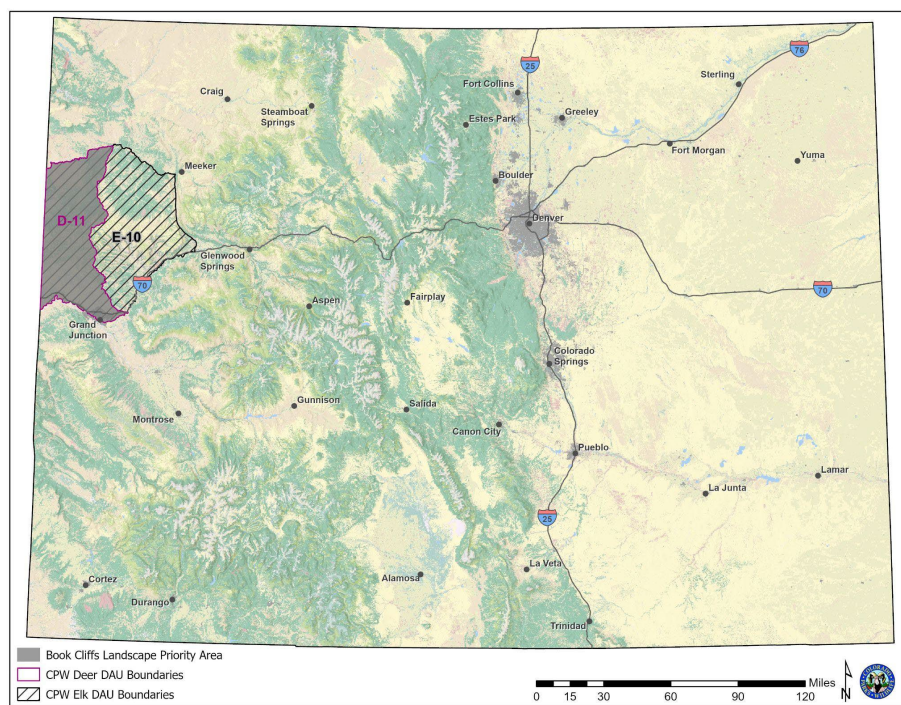 25
76
Sterling
Fort Collins
Craig
Steamboat
Springs
Greeley
Estes Park
Fort Morgan
Yuma
Meeker
Boulder
D-11
Denver
E-10
Glenwood
Springs
70
70
Aspen
Fairplay
Grand
Junction
Colorado
Springs
Gunnison
Salida
Montrose
Canon City
Pueblo
Lamar
La Junta
25
La Veta
Alamosa
Cortez
Durango
Trinidad
Book Cliffs Landscape Priority Area
CPW Deer DAU Boundaries
CPW Elk DAU Boundaries
Miles
0 15 30 60 90 120
N
COLORADO